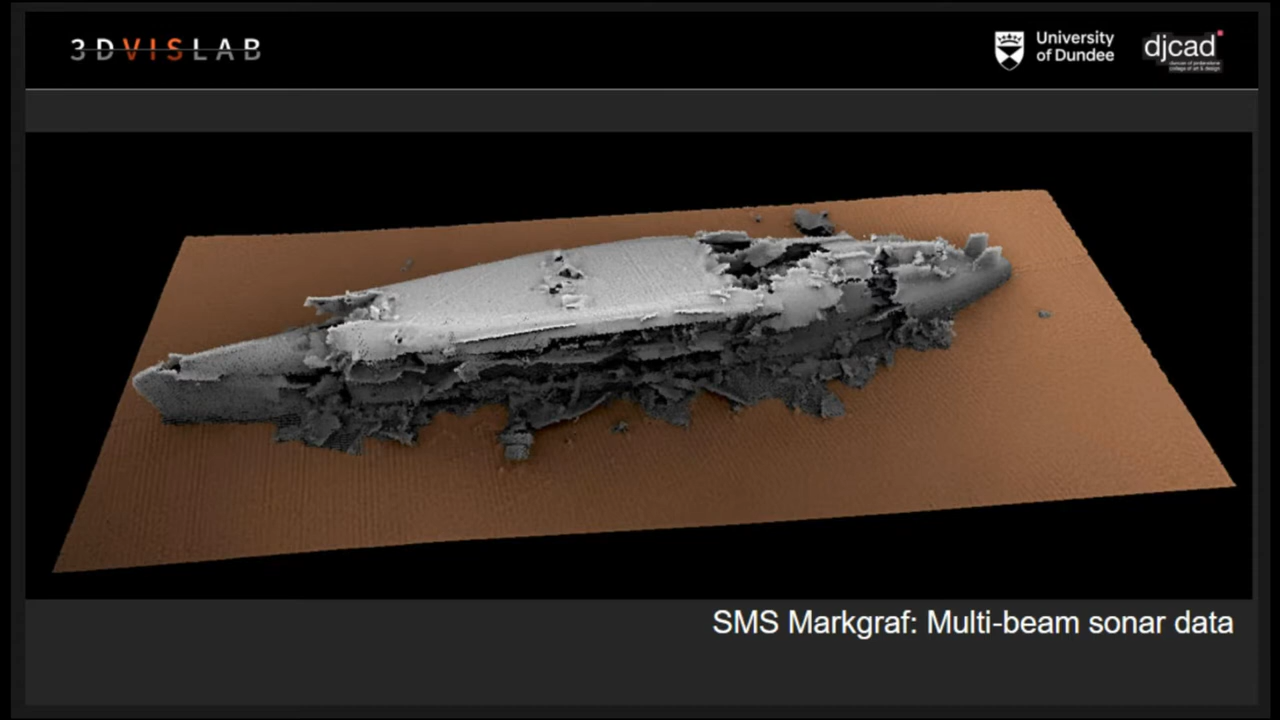 3DVISLAB
University
of Dundee
djcad
SMS Markgraf: Multi-beam sonar data